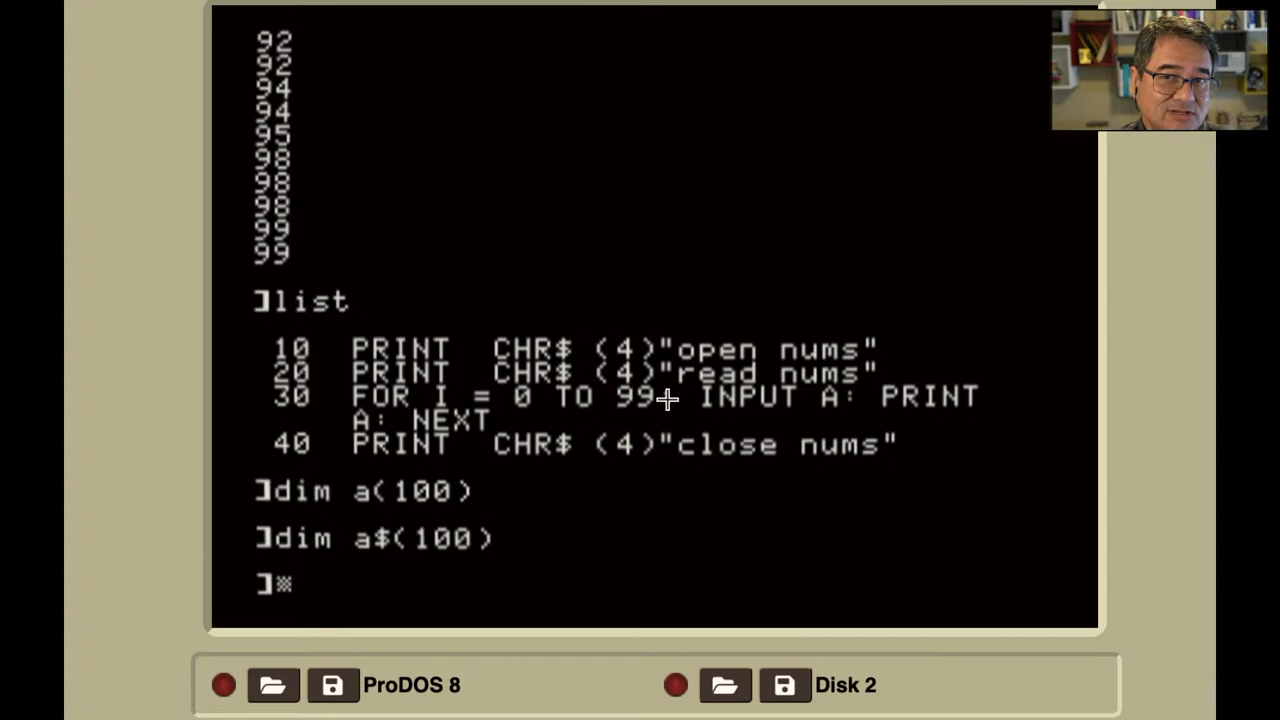 92
92
94
94
95
98
98
98
99
99
]list
10 PRINT CHR$ (4)"open nums"
20 PRINT CHR$ (4)"read nums"
30 FOR I = 0 TO 99 INPUT A: PRINT
A: NEXT
40 PRINT CHR$ (4)"close nums"
]dim a(100)
]dim a$(100)
]
ProDOS 8
Disk 2